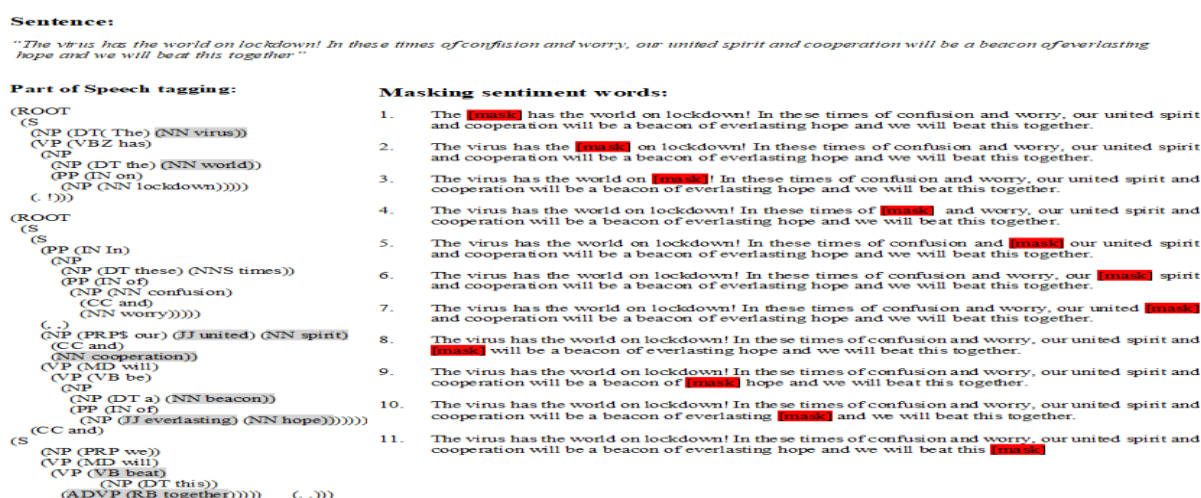 Sentence:
"The virus has the world on lockdown! In these times of confusion and worry, our united spirit and cooperation will be a beacon of everlasting
hope and we will beat this together"
Part of Speech tagging:
(ROOT
(S
(NP (DT( The) (NN virus))
(VP (VBZ has)
(NP
(NP (DT the) (NN world))
(PP (IN on)
(NP (NN lockdown)))))
(. !)))
(ROOT
(S
(S
(PP (IN In)
(NP
(NP (DT these) (NNS times))
(PP (IN of)
(NP (NN confusion)
(CC and)
(NN worry)))))
(, ,)
(NP (PRP$ our) (JJ united) (NN spirit)
(CC and)
(NN cooperation))
(VP (MD will)
(VP (VB be)
(NP
(NP (DT a) (NN beacon))
(PP (IN of)
(NP (JJ everlasting) (NN hope)))))))
(CC and)
(S
(NP (PRP we))
(VP (MD will)
(VP (VB beat)
(NP (DT this))
(ADVP (RB together))))) (. .)))
Masking sentiment words:
1. The [mask] has the world on lockdown! In these times of confusion and worry, our united spirit
and cooperation will be a beacon of everlasting hope and we will beat this together.
2. The virus has the [mask] on lockdown! In these times of confusion and worry, our united spirit
and cooperation will be a beacon of everlasting hope and we will beat this together.
3. The virus has the world on [mask]! In these times of confusion and worry, our united spirit and
cooperation will be a beacon of everlasting hope and we will beat this together.
4. The virus has the world on lockdown! In these times of [mask] and worry, our united spirit
and cooperation will be a beacon of everlasting hope and we will beat this together.
5. The virus has the world on lockdown! In these times of confusion and [mask] our united spirit
and cooperation will be a beacon of everlasting hope and we will beat this together.
6. The virus has the world on lockdown! In these times of confusion and worry, our [mask] spirit
and cooperation will be a beacon of everlasting hope and we will beat this together.
7. The virus has the world on lockdown! In these times of confusion and worry, our united [mask]
and cooperation will be a beacon of everlasting hope and we will beat this together.
8. The virus has the world on lockdown! In these times of confusion and worry, our united spirit and
[mask] will be a beacon of everlasting hope and we will beat this together.
9. The virus has the world on lockdown! In these times of confusion and worry, our united spirit and
cooperation will be a beacon of [mask] hope and we will beat this together.
10. The virus has the world on lockdown! In these times of confusion and worry, our united spirit and
cooperation will be a beacon of everlasting [mask] and we will beat this together.
11. The virus has the world on lockdown! In these times of confusion and worry, our united spirit and
cooperation will be a beacon of everlasting hope and we will beat this [mask]